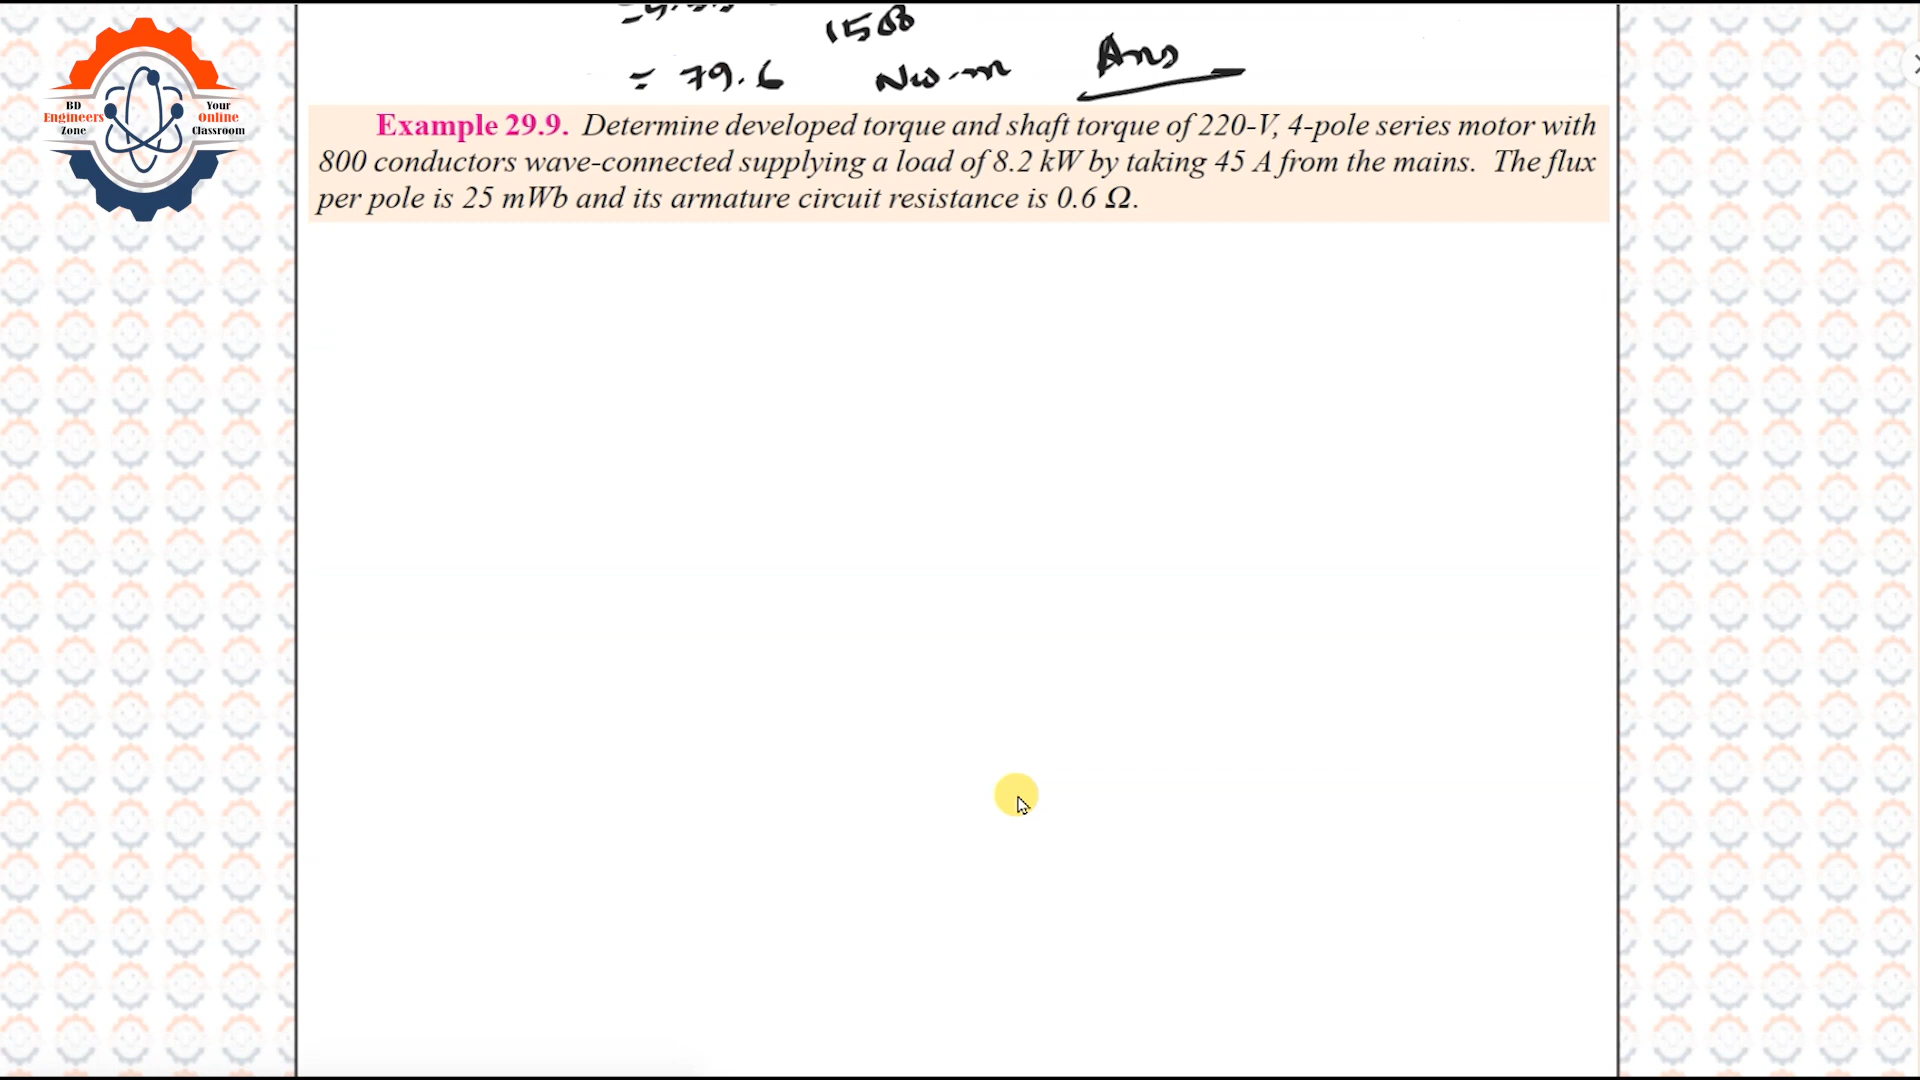 1500
= 79.6 Nw-m Ans
BD
Engineers
Zone
Your
Online
Classroom
Example 29.9. Determine developed torque and shaft torque of 220-V, 4-pole series motor with
800 conductors wave-connected supplying a load of 8.2 kW by taking 45 A from the mains. The flux
per pole is 25 mWb and its armature circuit resistance is 0.6 Ω.